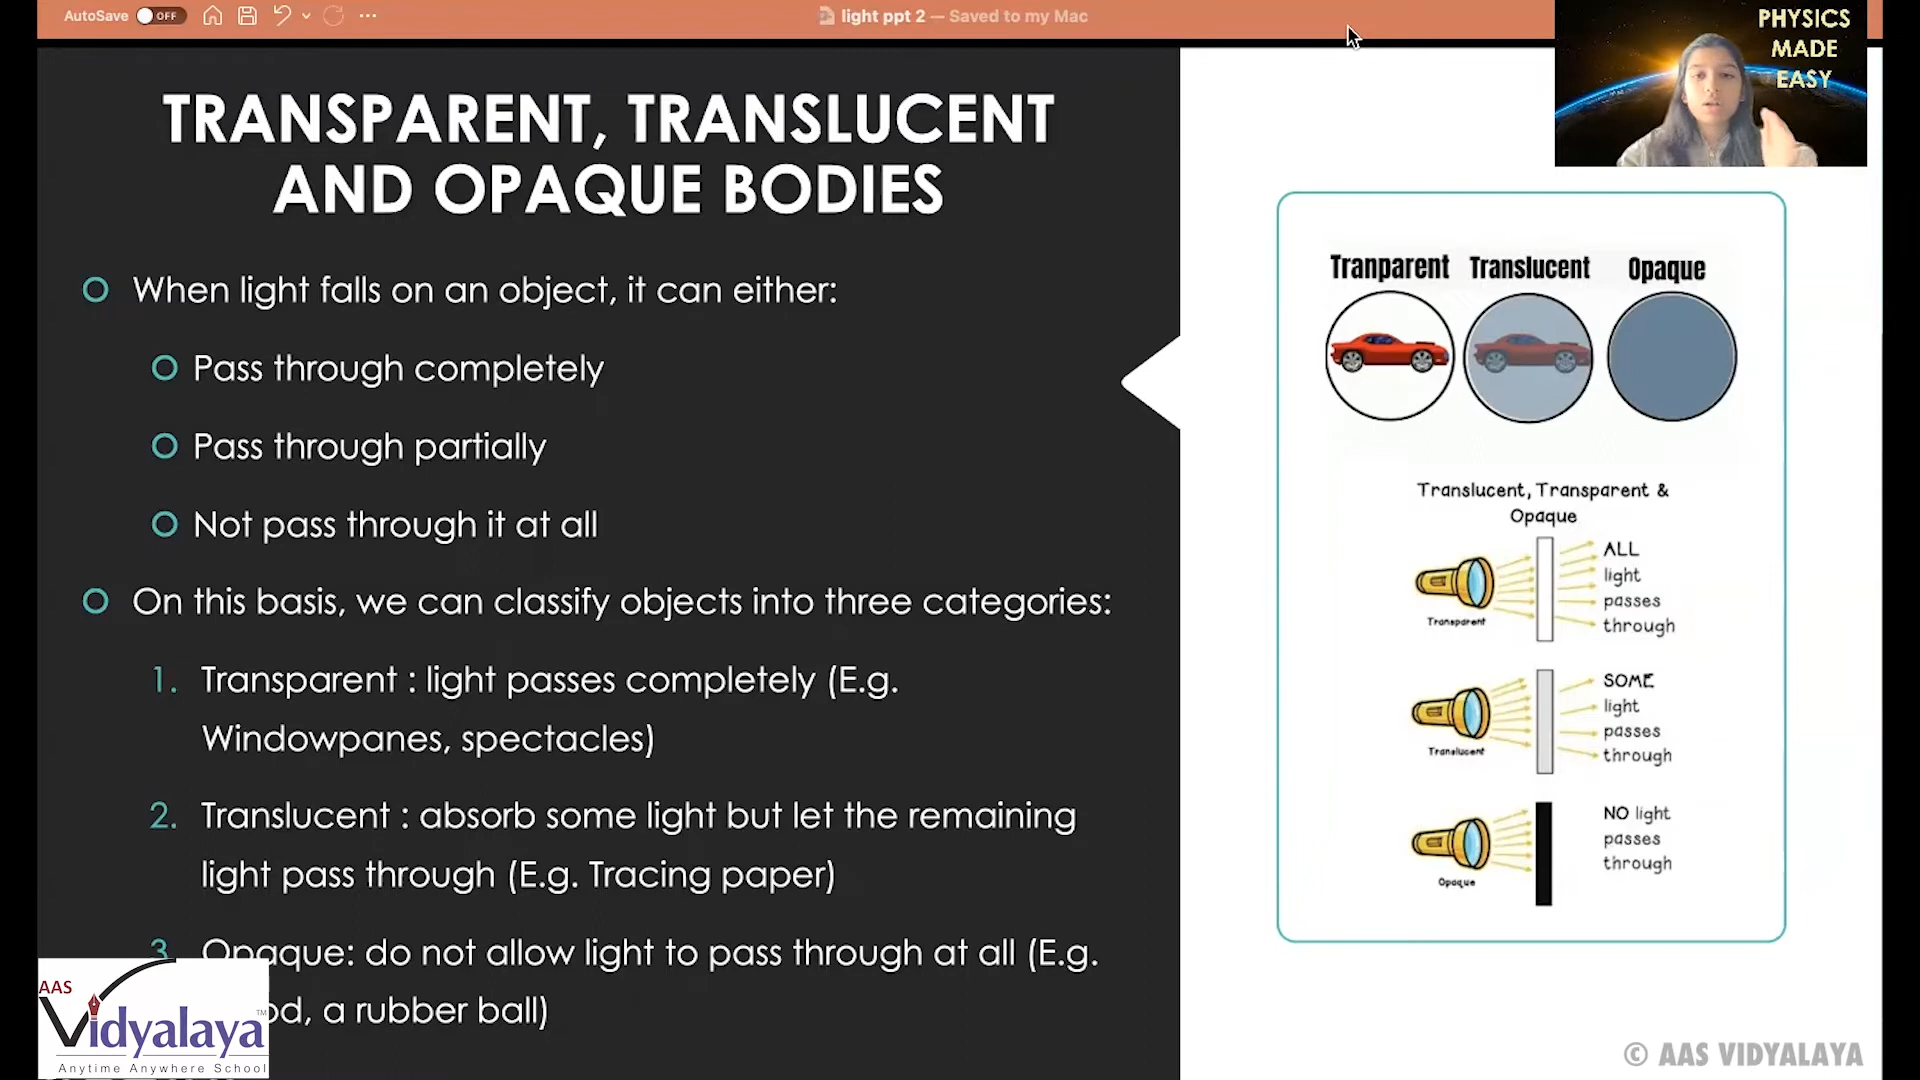 AutoSave OFF
light ppt 2 — Saved to my Mac
PHYSICS
MADE
EASY
TRANSPARENT, TRANSLUCENT
AND OPAQUE BODIES
When light falls on an object, it can either:
Pass through completely
Pass through partially
Not pass through it at all
On this basis, we can classify objects into three categories:
1. Transparent : light passes completely (E.g.
Windowpanes, spectacles)
2. Translucent : absorb some light but let the remaining
light pass through (E.g. Tracing paper)
3. Opaque: do not allow light to pass through at all (E.g.
a rubber ball)
Tranparent Translucent Opaque
Translucent, Transparent &
Opaque
Transparent
ALL
light
passes
through
Translucent
SOME
light
passes
through
Opaque
NO light
passes
through
AAS
Vidyalaya™
Anytime Anywhere School
© AAS VIDYALAYA